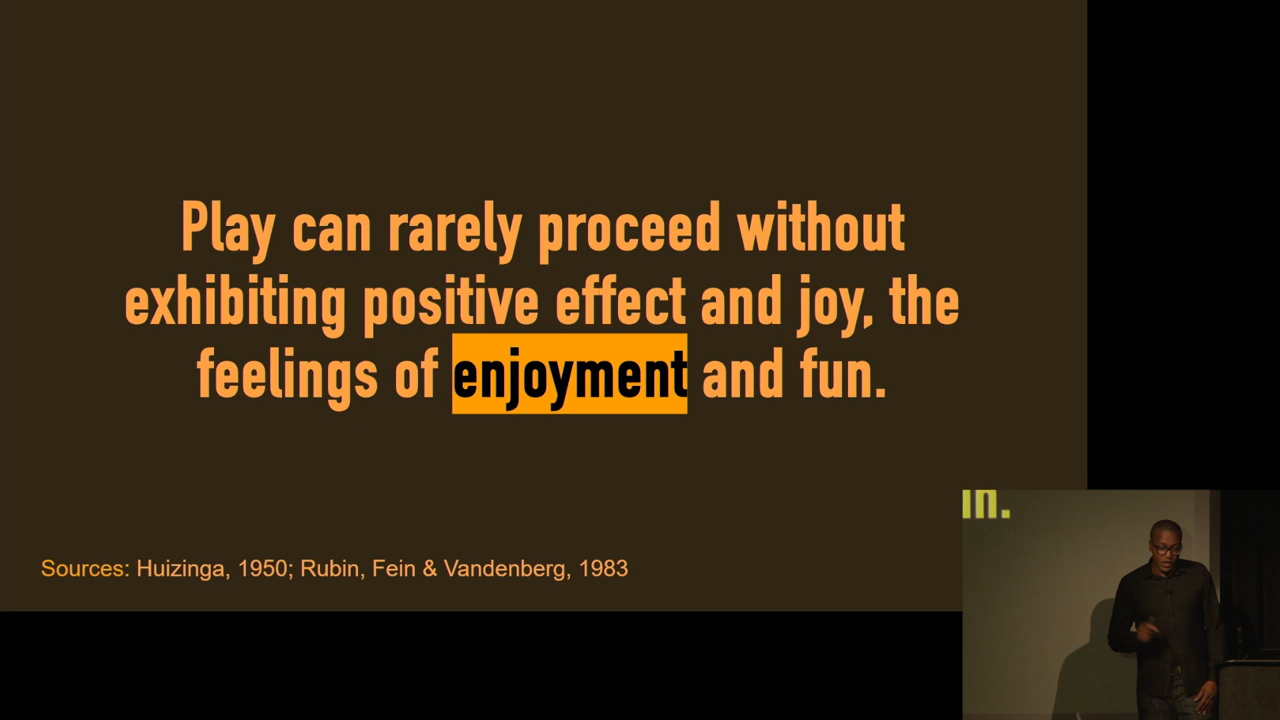 Play can rarely proceed without
exhibiting positive effect and joy, the
feelings of enjoyment and fun.
Sources: Huizinga, 1950; Rubin, Fein & Vandenberg, 1983